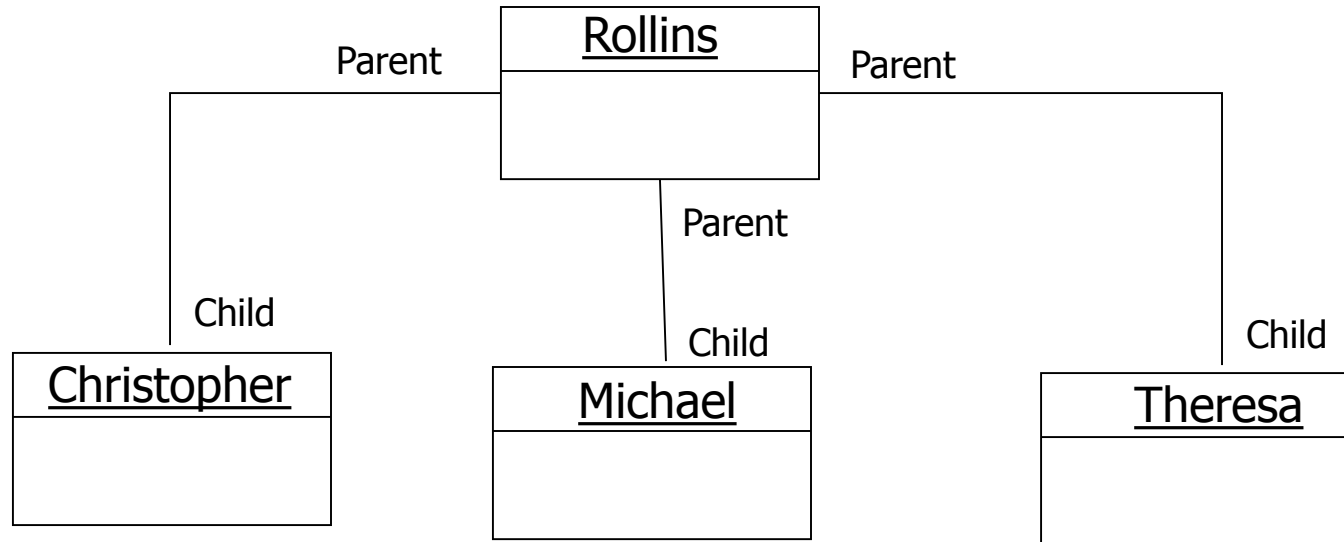 Rollins
Parent
Parent
Parent
Child
Child
Child
Christopher
Michael
Theresa